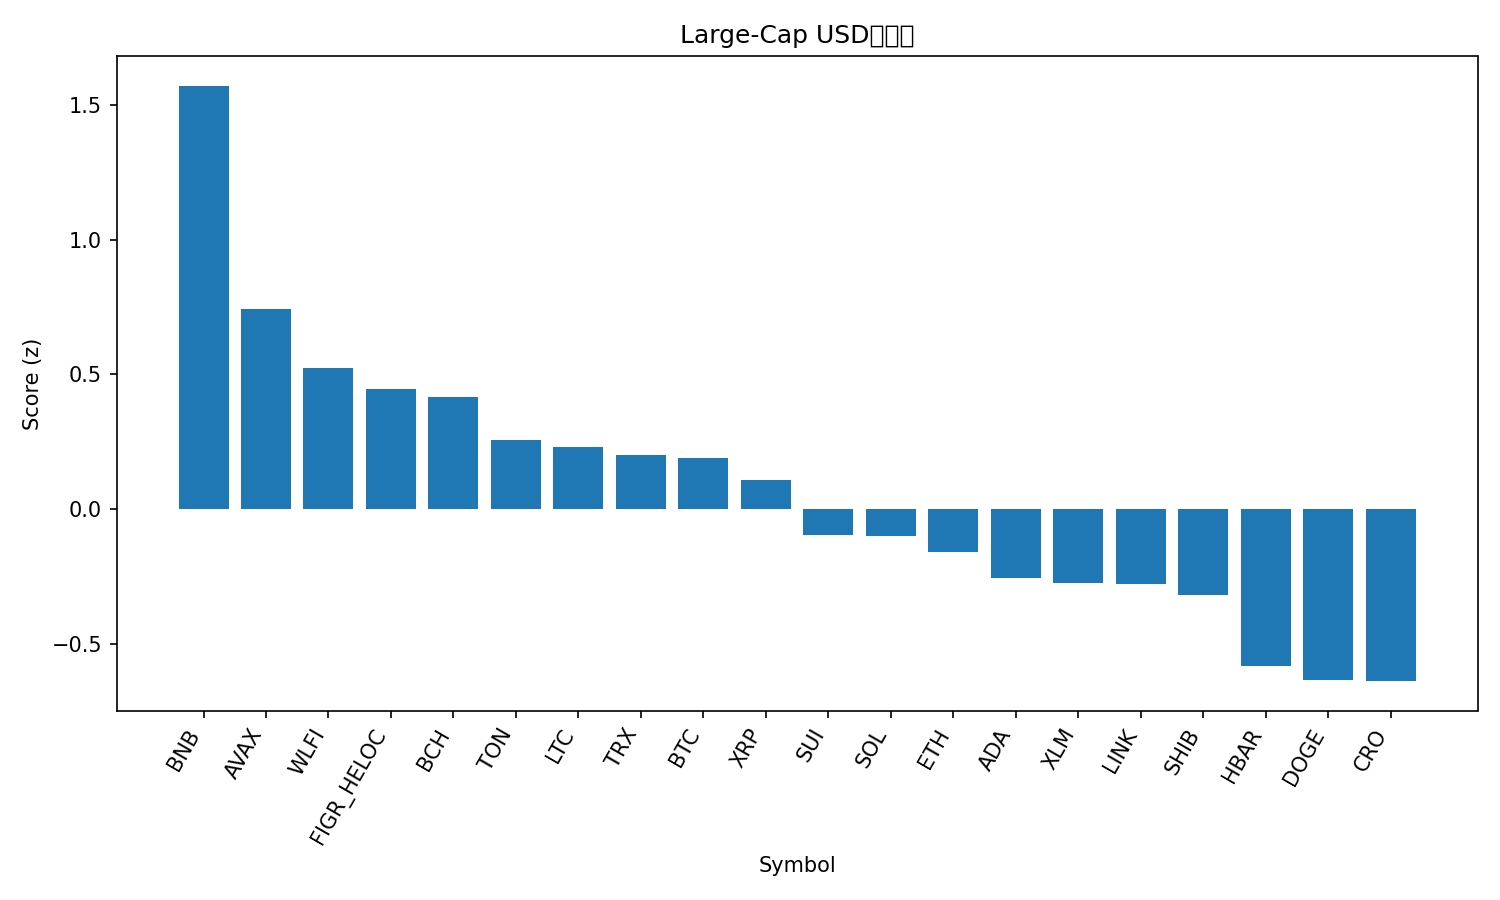 Large-Cap USD
Score (z)
1.5
1.0
0.5
0.0
−0.5
BNB
AVAX
WLFI
FIGR_HELOC
BCH
TON
LTC
TRX
BTC
XRP
SUI
SOL
ETH
ADA
XLM
LINK
SHIB
HBAR
DOGE
CRO
Symbol